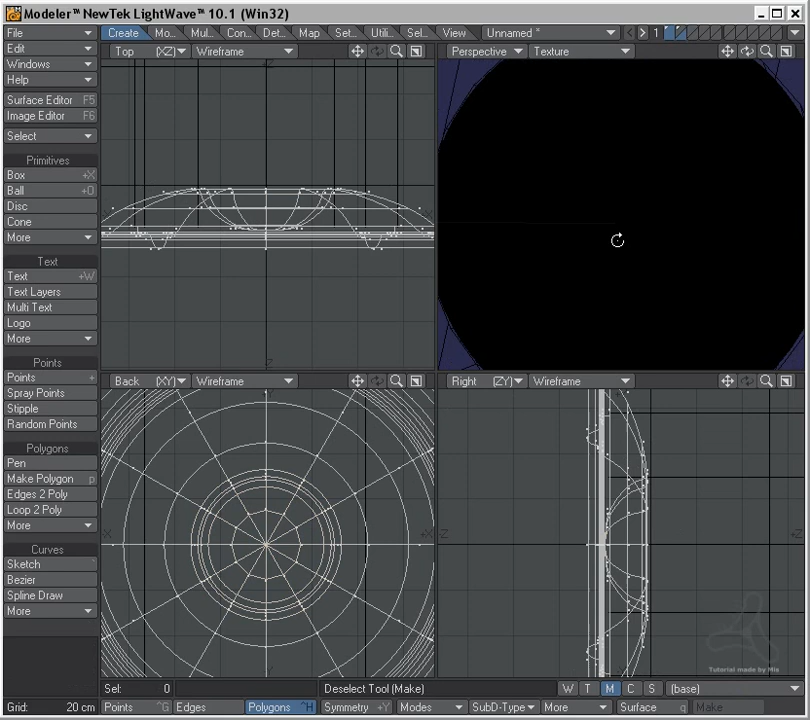 Modeler™ NewTek LightWave™ 10.1 (Win32)
File
Edit
Windows
Help
Surface Editor F5
Image Editor F6
Select
Primitives
Box +X
Ball +O
Disc
Cone
More
Text
Text +W
Text Layers
Multi Text
Logo
More
Points
Points +
Spray Points
Stipple
Random Points
Polygons
Pen
Make Polygon p
Edges 2 Poly
Loop 2 Poly
More
Curves
Sketch `
Bezier
Spline Draw
More
Create Mo... Mul... Con... Det... Map Set... Utili... Sel... View Unnamed * 1
Top (XZ) Wireframe
Perspective Texture
Back (XY) Wireframe
Right (ZY) Wireframe
Tutorial made by Mis
Sel: 0 Deselect Tool (Make) W T M C S (base)
Grid: 20 cm Points ^G Edges Polygons ^H Symmetry +Y Modes SubD-Type More Surface q Make